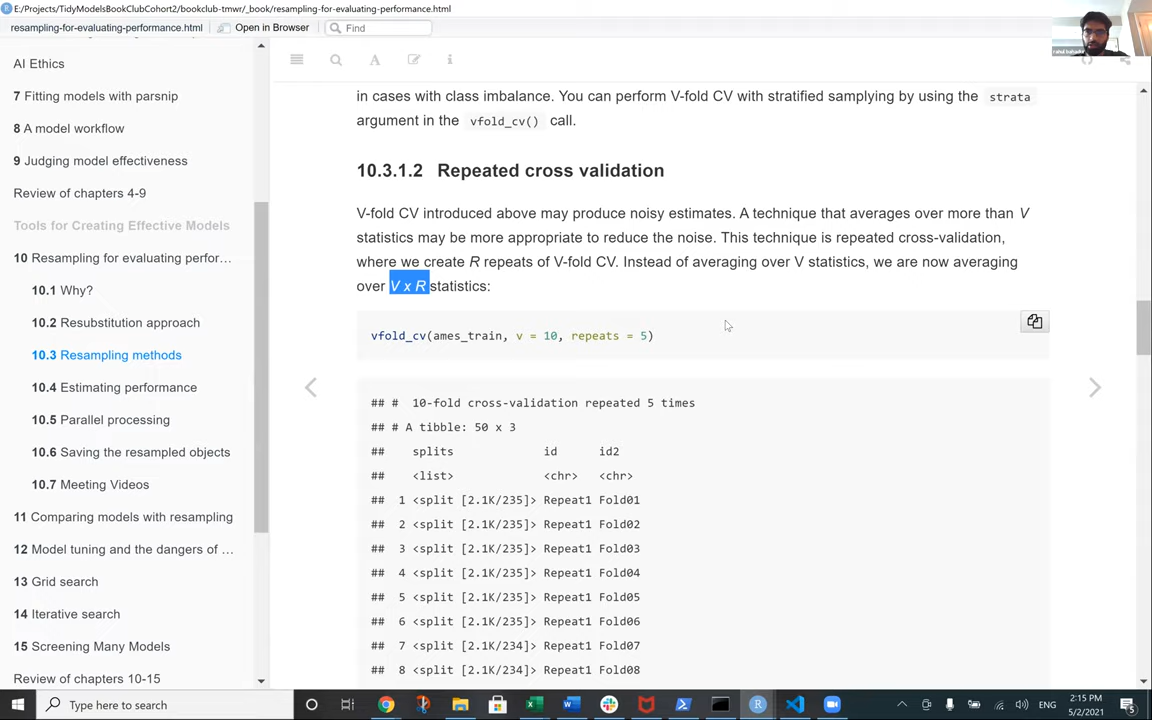 E:/Projects/TidyModelsBookClubCohort2/bookclub-tmwr/_book/resampling-for-evaluating-performance.html
resampling-for-evaluating-performance.html
Open in Browser
Find
AI Ethics
7 Fitting models with parsnip
8 A model workflow
9 Judging model effectiveness
Review of chapters 4-9
Tools for Creating Effective Models
10 Resampling for evaluating perfor...
10.1 Why?
10.2 Resubstitution approach
10.3 Resampling methods
10.4 Estimating performance
10.5 Parallel processing
10.6 Saving the resampled objects
10.7 Meeting Videos
11 Comparing models with resampling
12 Model tuning and the dangers of ...
13 Grid search
14 Iterative search
15 Screening Many Models
Review of chapters 10-15
in cases with class imbalance. You can perform V-fold CV with stratified samplying by using the strata
argument in the vfold_cv() call.
10.3.1.2 Repeated cross validation
V-fold CV introduced above may produce noisy estimates. A technique that averages over more than V
statistics may be more appropriate to reduce the noise. This technique is repeated cross-validation,
where we create R repeats of V-fold CV. Instead of averaging over V statistics, we are now averaging
over V x R statistics:
vfold_cv(ames_train, v = 10, repeats = 5)
## # 10-fold cross-validation repeated 5 times
## # A tibble: 50 x 3
## splits id id2
## <list> <chr> <chr>
## 1 <split [2.1K/235]> Repeat1 Fold01
## 2 <split [2.1K/235]> Repeat1 Fold02
## 3 <split [2.1K/235]> Repeat1 Fold03
## 4 <split [2.1K/235]> Repeat1 Fold04
## 5 <split [2.1K/235]> Repeat1 Fold05
## 6 <split [2.1K/235]> Repeat1 Fold06
## 7 <split [2.1K/234]> Repeat1 Fold07
## 8 <split [2.1K/234]> Repeat1 Fold08
Type here to search
ENG
2:15 PM
5/2/2021